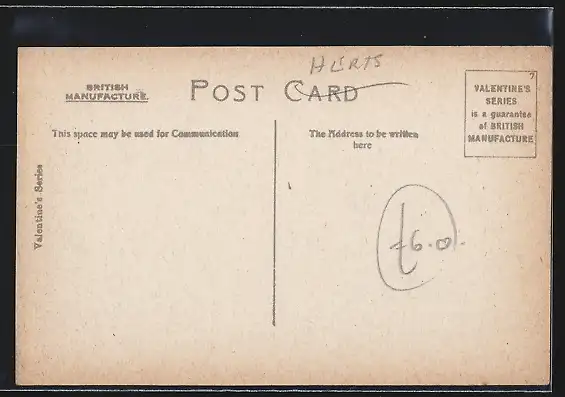 HERTS
BRITISH
MANUFACTURE.
POST CARD
VALENTINE'S
SERIES
is a guarantee
of BRITISH
MANUFACTURE
This space may be used for Communication
The Address to be written
here
Valentine's Series
£6.0.